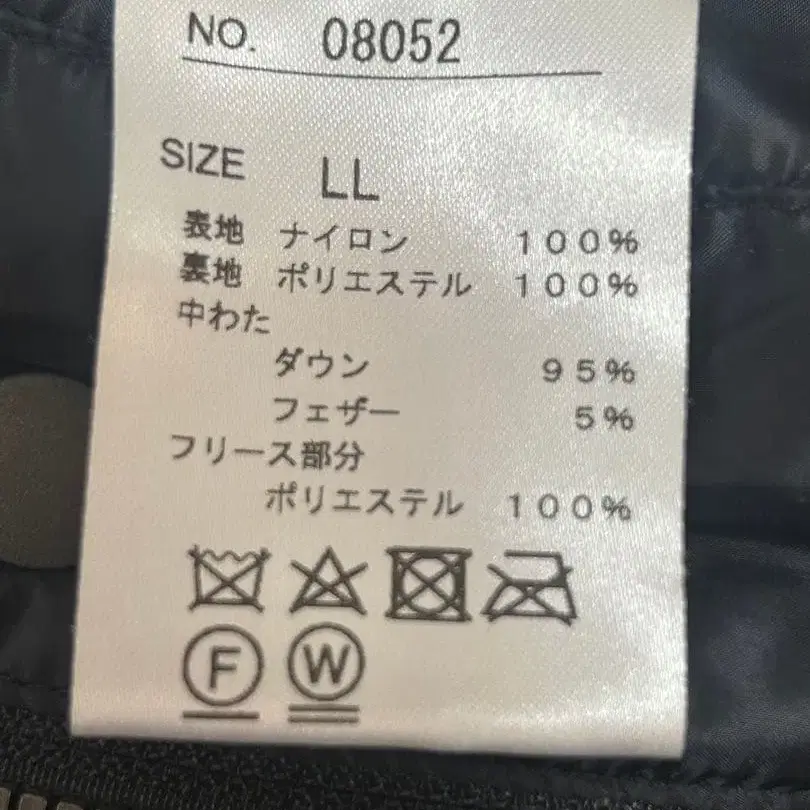 NO. 08052
SIZE LL
表地 ナイロン 100%
裏地 ポリエステル 100%
中わた
ダウン 95%
フェザー 5%
フリース部分
ポリエステル 100%
F W